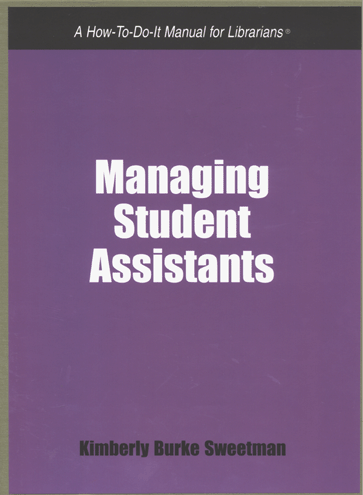 A How-To-Do-It Manual for Librarians®
Managing
Student
Assistants
Kimberly Burke Sweetman